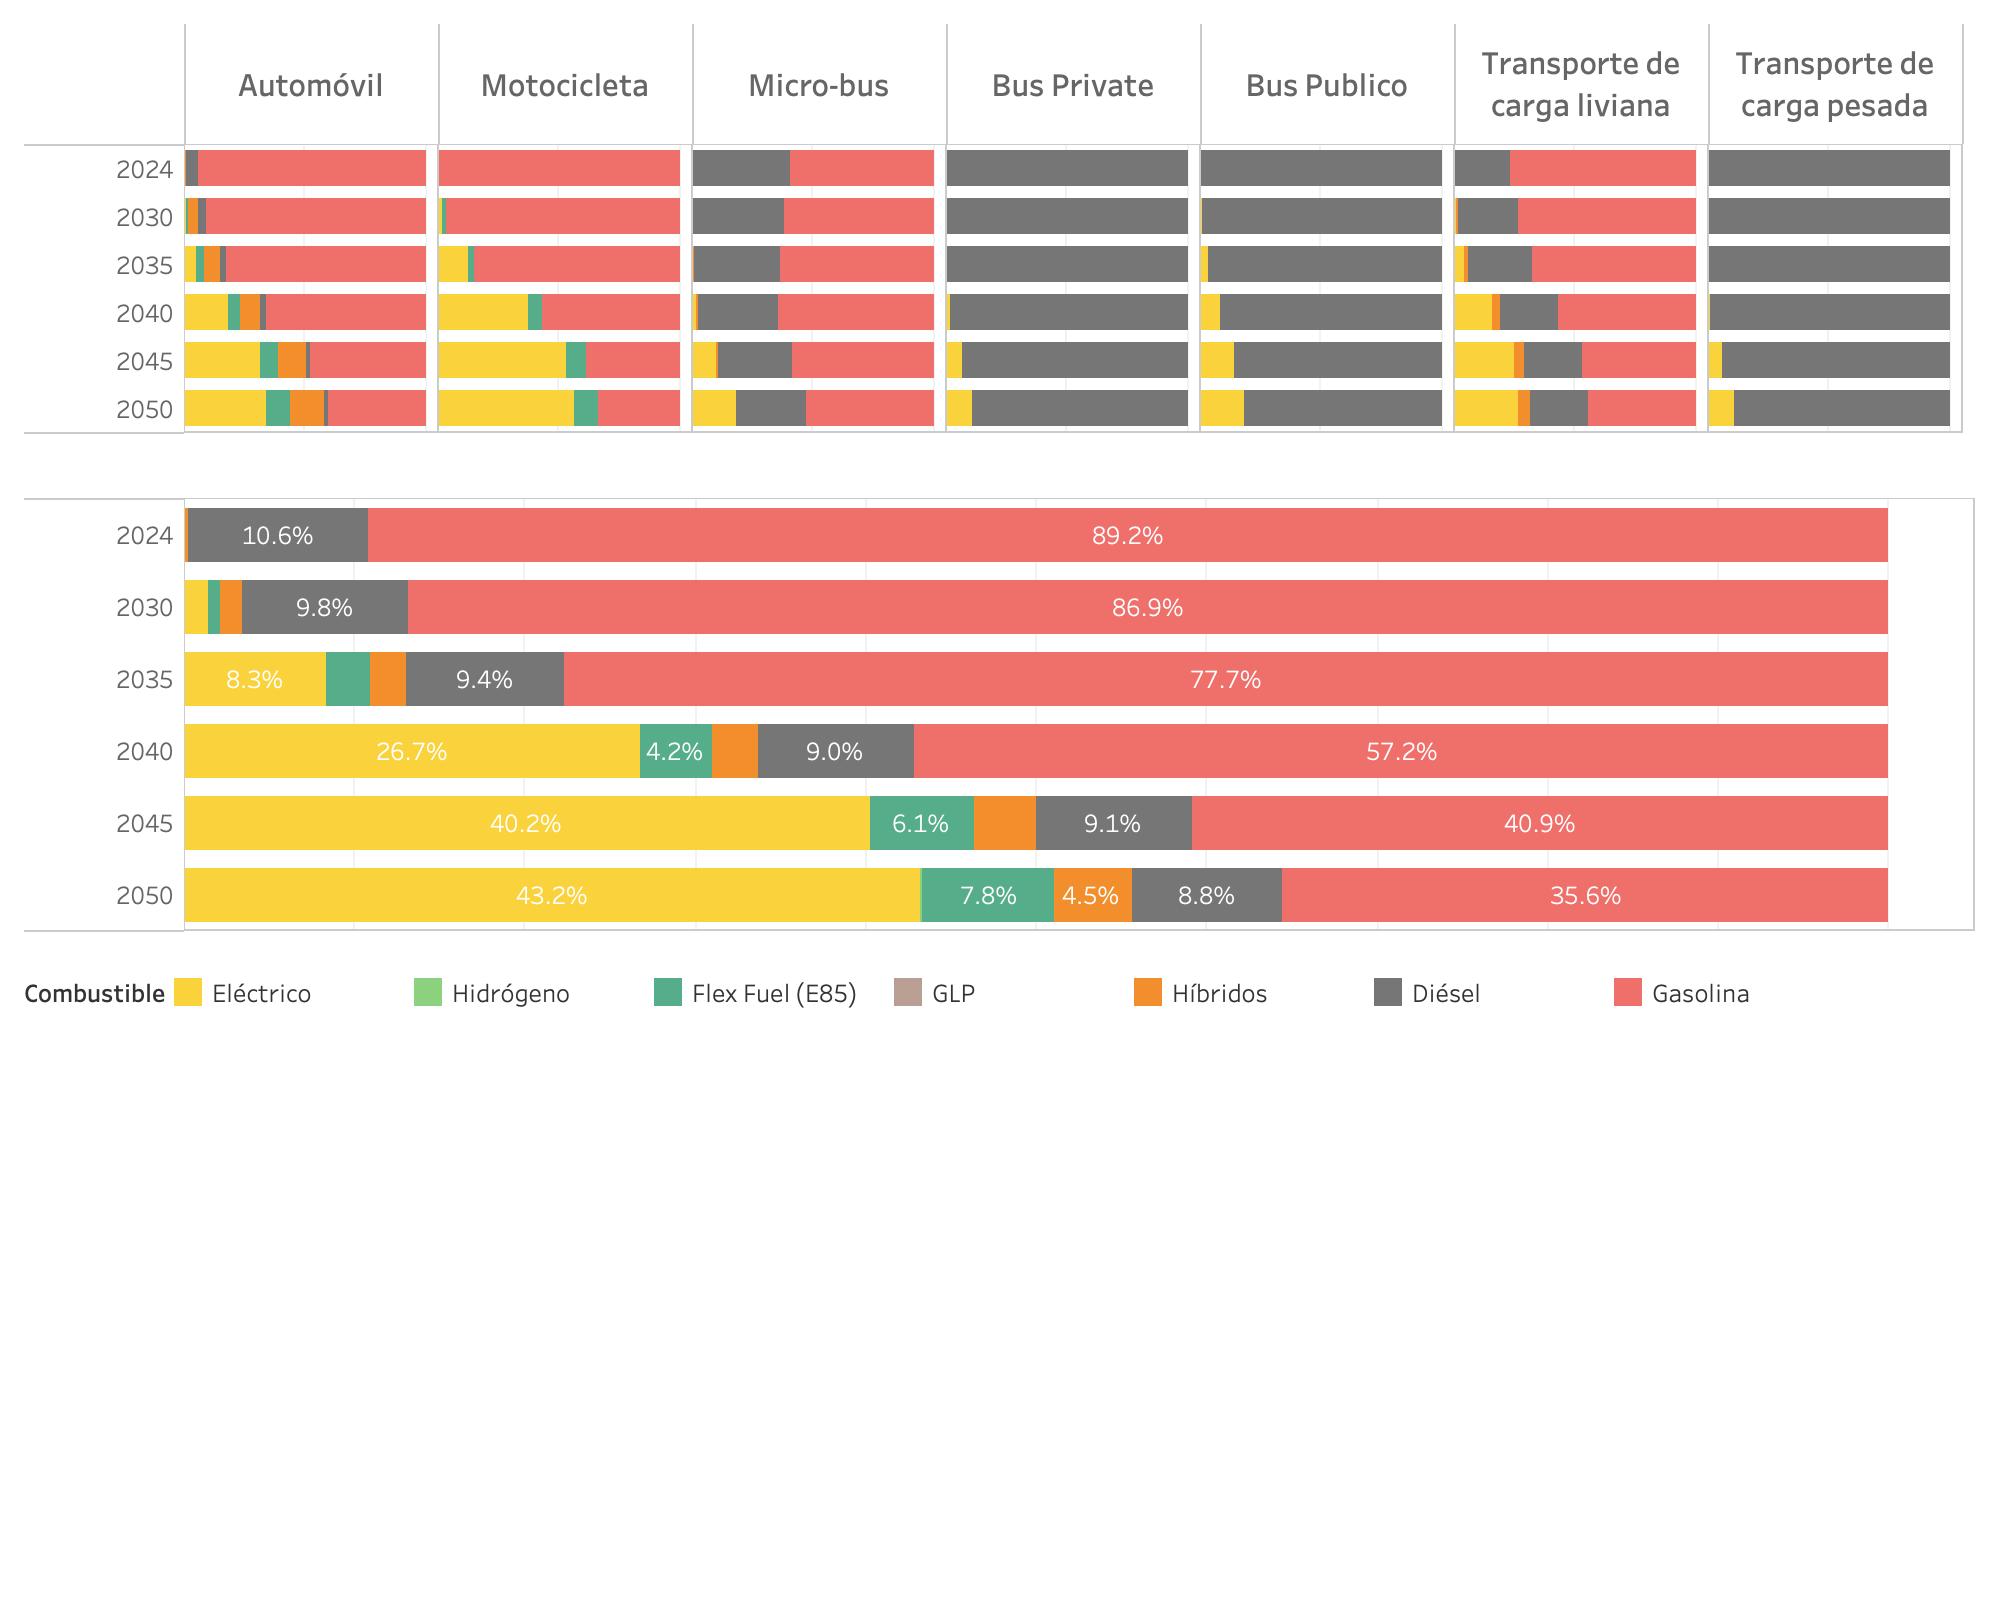 Automóvil
Motocicleta
Micro-bus
Bus Private
Bus Publico
Transporte de
carga liviana
Transporte de
carga pesada
2024
2030
2035
2040
2045
2050
2024 10.6% 89.2%
2030 9.8% 86.9%
2035 8.3% 9.4% 77.7%
2040 26.7% 4.2% 9.0% 57.2%
2045 40.2% 6.1% 9.1% 40.9%
2050 43.2% 7.8% 4.5% 8.8% 35.6%
Combustible Eléctrico Hidrógeno Flex Fuel (E85) GLP Híbridos Diésel Gasolina